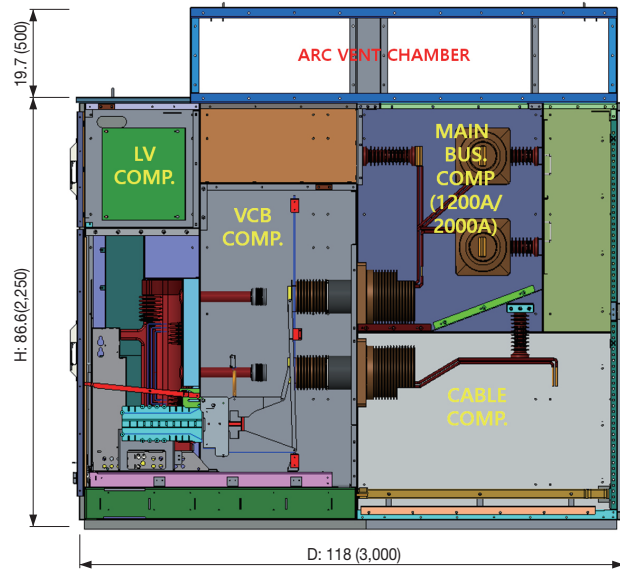 19.7 (500)
ARC VENT CHAMBER
H: 86.6(2,250)
LV
COMP.
VCB
COMP.
MAIN
BUS.
COMP
(1200A/
2000A)
CABLE
COMP.
D: 118 (3,000)